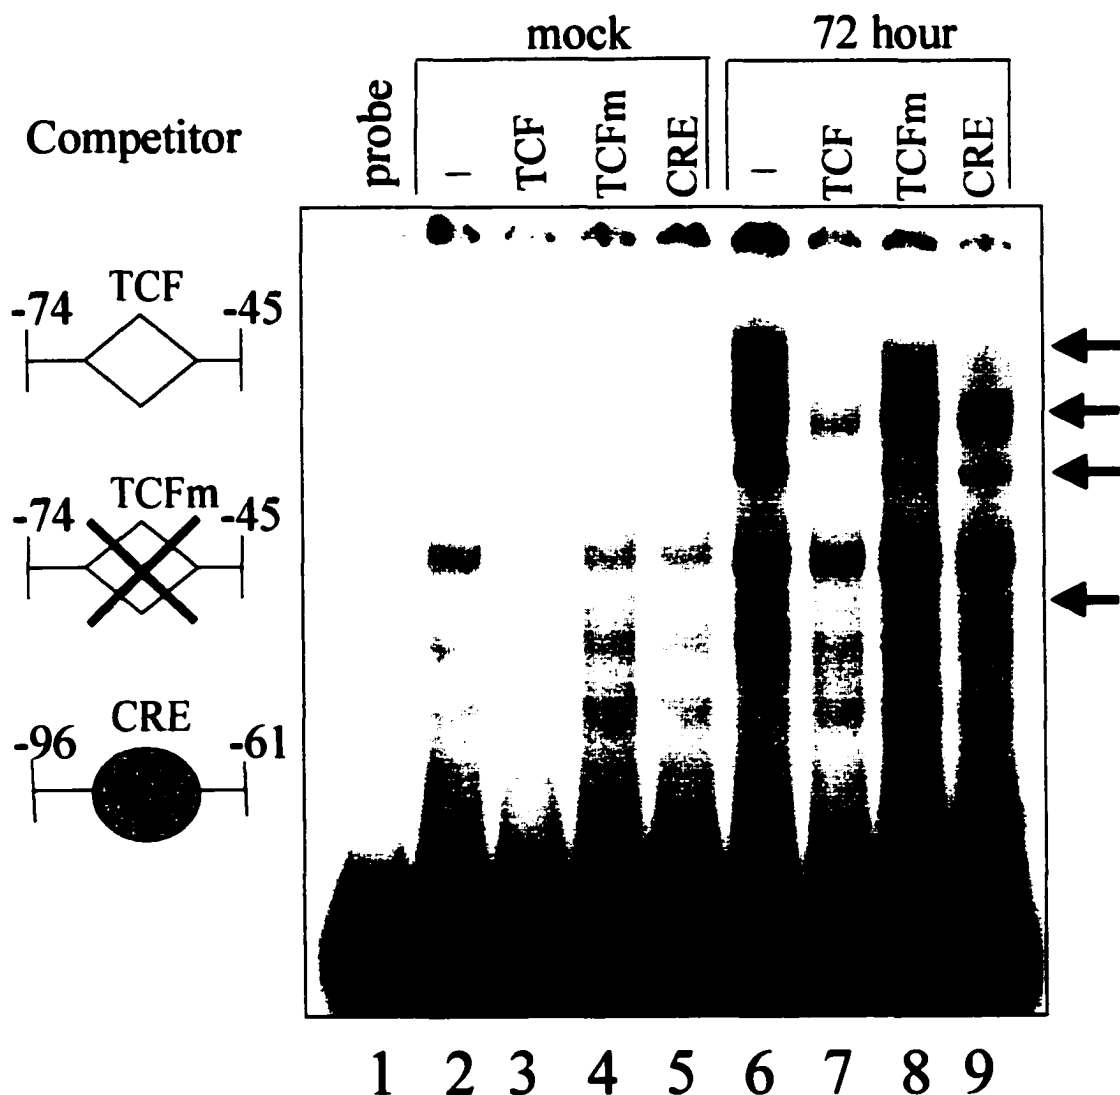 mock 72 hour
Competitor probe – TCF TCFm CRE – TCF TCFm CRE
TCF
-74 -45
TCFm
-74 -45
CRE
-96 -61
1 2 3 4 5 6 7 8 9